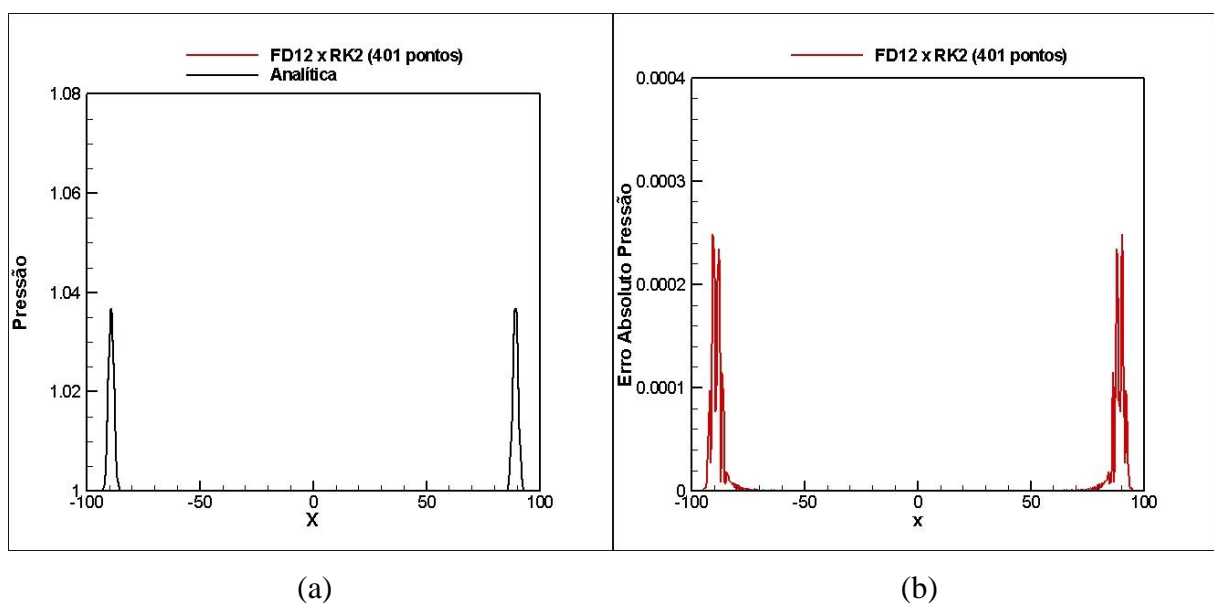 FD12 x RK2 (401 pontos)
Analítica
1.08
1.06
1.04
1.02
1
Pressão
-100
-50
0
50
100
X
(a)
FD12 x RK2 (401 pontos)
0.0004
0.0003
0.0002
0.0001
0
Erro Absoluto Pressão
-100
-50
0
50
100
x
(b)